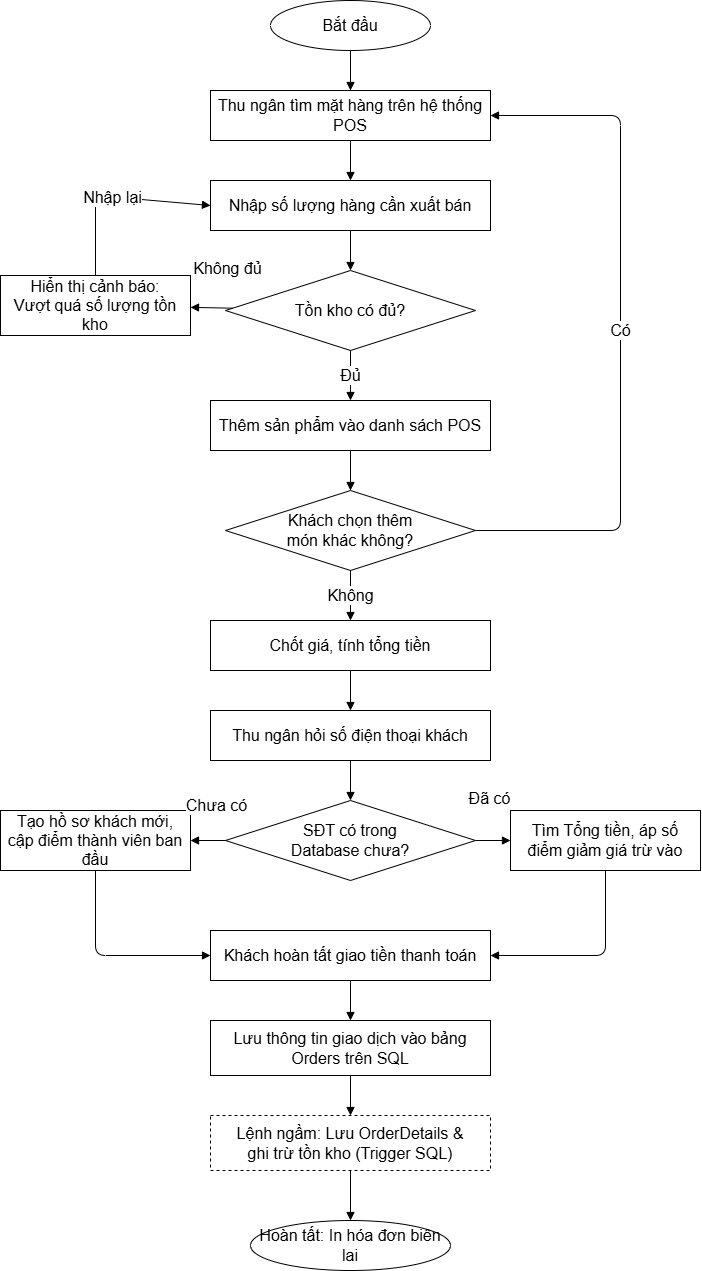 Bắt đầu
Thu ngân tìm mặt hàng trên hệ thống
POS
Nhập lại
Nhập số lượng hàng cần xuất bán
Không đủ
Hiển thị cảnh báo:
Vượt quá số lượng tồn
kho
Tồn kho có đủ?
Có
Đủ
Thêm sản phẩm vào danh sách POS
Khách chọn thêm
món khác không?
Không
Chốt giá, tính tổng tiền
Thu ngân hỏi số điện thoại khách
Chưa có
Đã có
Tạo hồ sơ khách mới,
cập điểm thành viên ban
đầu
SĐT có trong
Database chưa?
Tìm Tổng tiền, áp số
điểm giảm giá trừ vào
Khách hoàn tất giao tiền thanh toán
Lưu thông tin giao dịch vào bảng
Orders trên SQL
Lệnh ngầm: Lưu OrderDetails &
ghi trừ tồn kho (Trigger SQL)
Hoàn tất: In hóa đơn biên
lai